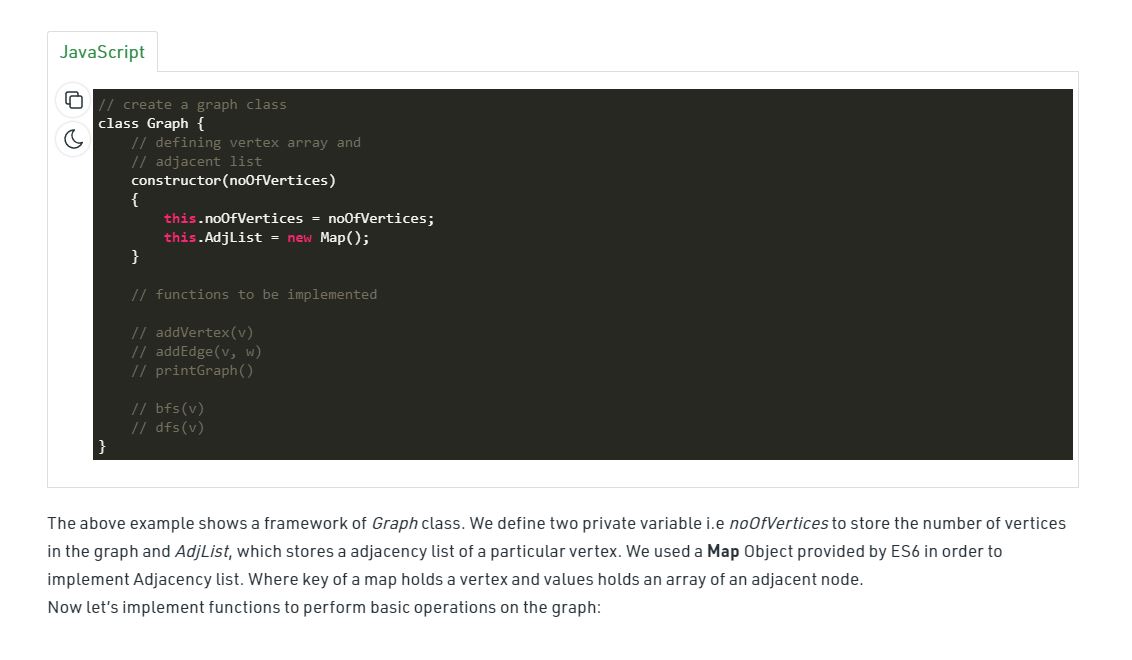 JavaScript
// create a graph class
class Graph {
    // defining vertex array and
    // adjacent list
    constructor(noOfVertices)
    {
        this.noOfVertices = noOfVertices;
        this.AdjList = new Map();
    }

    // functions to be implemented

    // addVertex(v)
    // addEdge(v, w)
    // printGraph()

    // bfs(v)
    // dfs(v)
}
The above example shows a framework of Graph class. We define two private variable i.e noOfVertices to store the number of vertices
in the graph and AdjList, which stores a adjacency list of a particular vertex. We used a Map Object provided by ES6 in order to
implement Adjacency list. Where key of a map holds a vertex and values holds an array of an adjacent node.
Now let’s implement functions to perform basic operations on the graph: